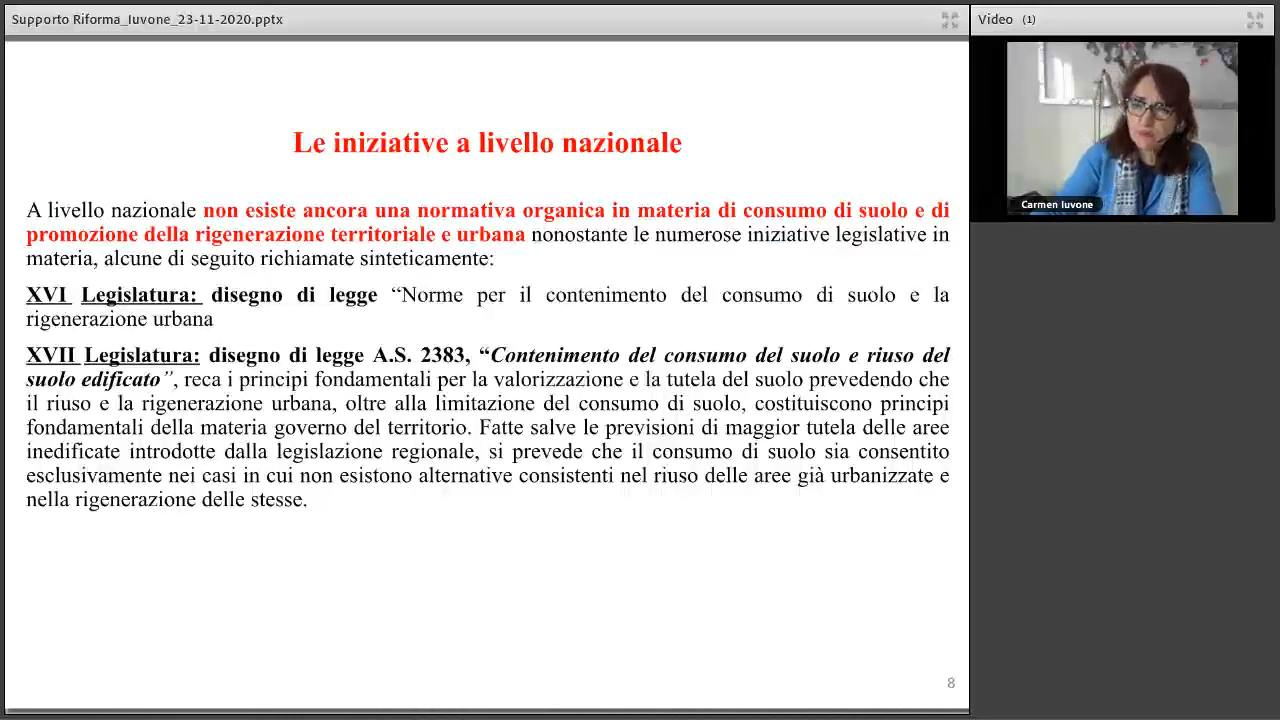 Supporto Riforma_Iuvone_23-11-2020.pptx
Video (1)
Carmen Iuvone
Le iniziative a livello nazionale
A livello nazionale non esiste ancora una normativa organica in materia di consumo di suolo e di
promozione della rigenerazione territoriale e urbana nonostante le numerose iniziative legislative in
materia, alcune di seguito richiamate sinteticamente:
XVI Legislatura: disegno di legge “Norme per il contenimento del consumo di suolo e la
rigenerazione urbana
XVII Legislatura: disegno di legge A.S. 2383, “Contenimento del consumo del suolo e riuso del
suolo edificato”, reca i principi fondamentali per la valorizzazione e la tutela del suolo prevedendo che
il riuso e la rigenerazione urbana, oltre alla limitazione del consumo di suolo, costituiscono principi
fondamentali della materia governo del territorio. Fatte salve le previsioni di maggior tutela delle aree
inedificate introdotte dalla legislazione regionale, si prevede che il consumo di suolo sia consentito
esclusivamente nei casi in cui non esistono alternative consistenti nel riuso delle aree già urbanizzate e
nella rigenerazione delle stesse.
8